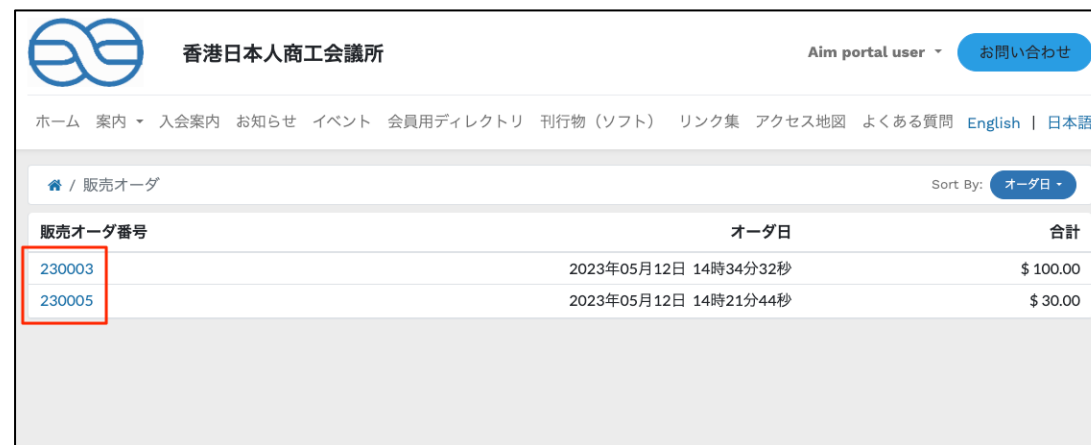 香港日本人商工会議所
Aim portal user お問い合わせ
ホーム 案内 入会案内 お知らせ イベント 会員用ディレクトリ 刊行物（ソフト） リンク集 アクセス地図 よくある質問 English | 日本語
/ 販売オーダ Sort By: オーダ日
販売オーダ番号 オーダ日 合計
230003 2023年05月12日 14時34分32秒 $ 100.00
230005 2023年05月12日 14時21分44秒 $ 30.00